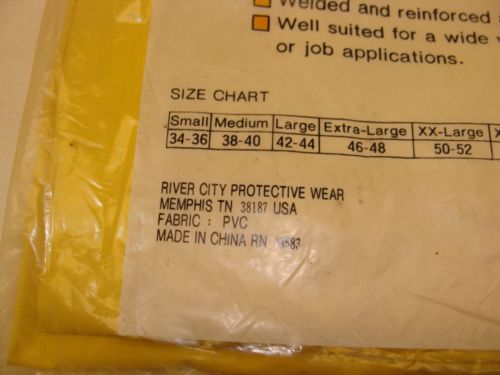 Welded and reinforced
Well suited for a wide
or job applications.
SIZE CHART
Small Medium Large Extra-Large XX-Large
34-36 38-40 42-44 46-48 50-52
RIVER CITY PROTECTIVE WEAR
MEMPHIS TN 38187 USA
FABRIC : PVC
MADE IN CHINA RN